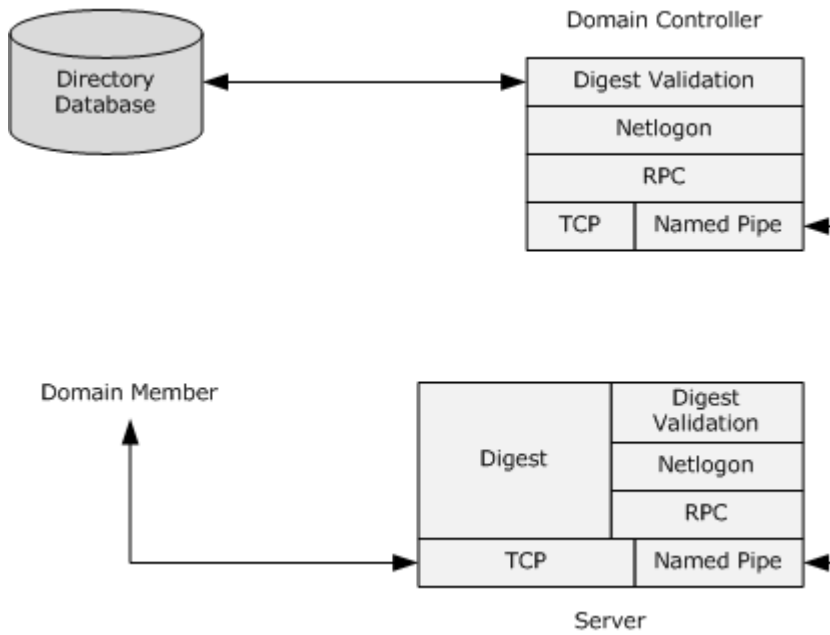 Domain Controller
Directory
Database
Digest Validation
Netlogon
RPC
TCP
Named Pipe
Domain Member
Digest
Digest
Validation
Netlogon
RPC
TCP
Named Pipe
Server